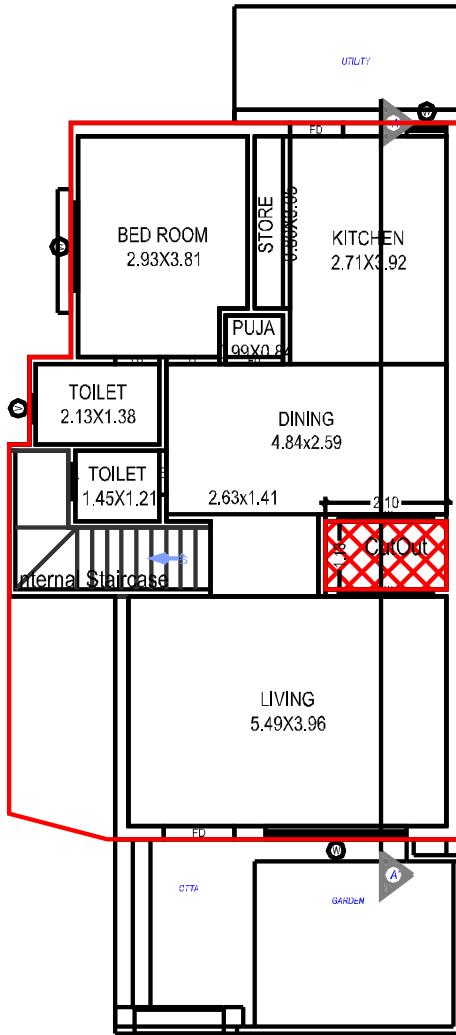 UTILITY
FD
BED ROOM
2.93X3.81
STORE
KITCHEN
2.71X3.92
PUJA
.99X0.84
TOILET
2.13X1.38
V
DINING
4.84x2.59
TOILET
1.45X1.21
2.63x1.41
2.10
CutOut
nternal Staircase
LIVING
5.49X3.96
FD
W
OTTA
A'
GARDEN